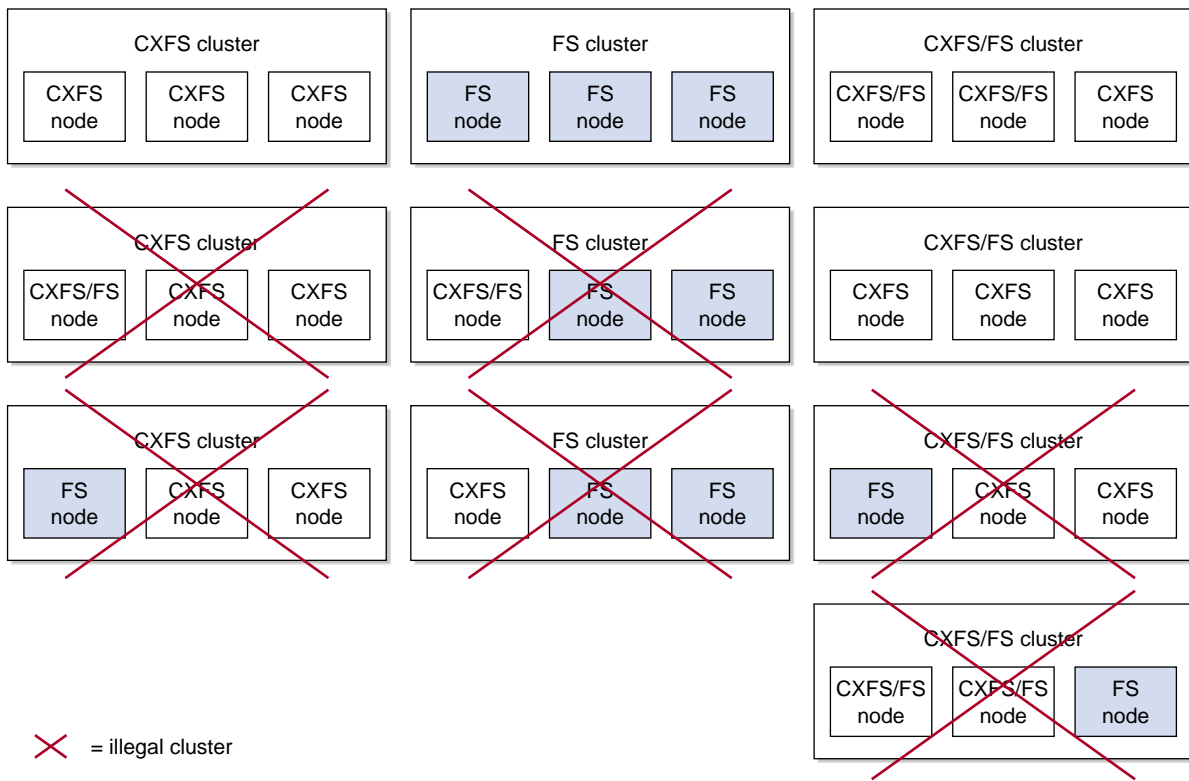 CXFS cluster
CXFS
node
CXFS
node
CXFS
node
FS cluster
FS
node
FS
node
FS
node
CXFS/FS cluster
CXFS/FS
node
CXFS/FS
node
CXFS
node
CXFS cluster
CXFS/FS
node
CXFS
node
CXFS
node
FS cluster
CXFS/FS
node
FS
node
FS
node
CXFS/FS cluster
CXFS
node
CXFS
node
CXFS
node
CXFS cluster
FS
node
CXFS
node
CXFS
node
FS cluster
CXFS
node
FS
node
FS
node
CXFS/FS cluster
FS
node
CXFS
node
CXFS
node
CXFS/FS cluster
CXFS/FS
node
CXFS/FS
node
FS
node
= illegal cluster